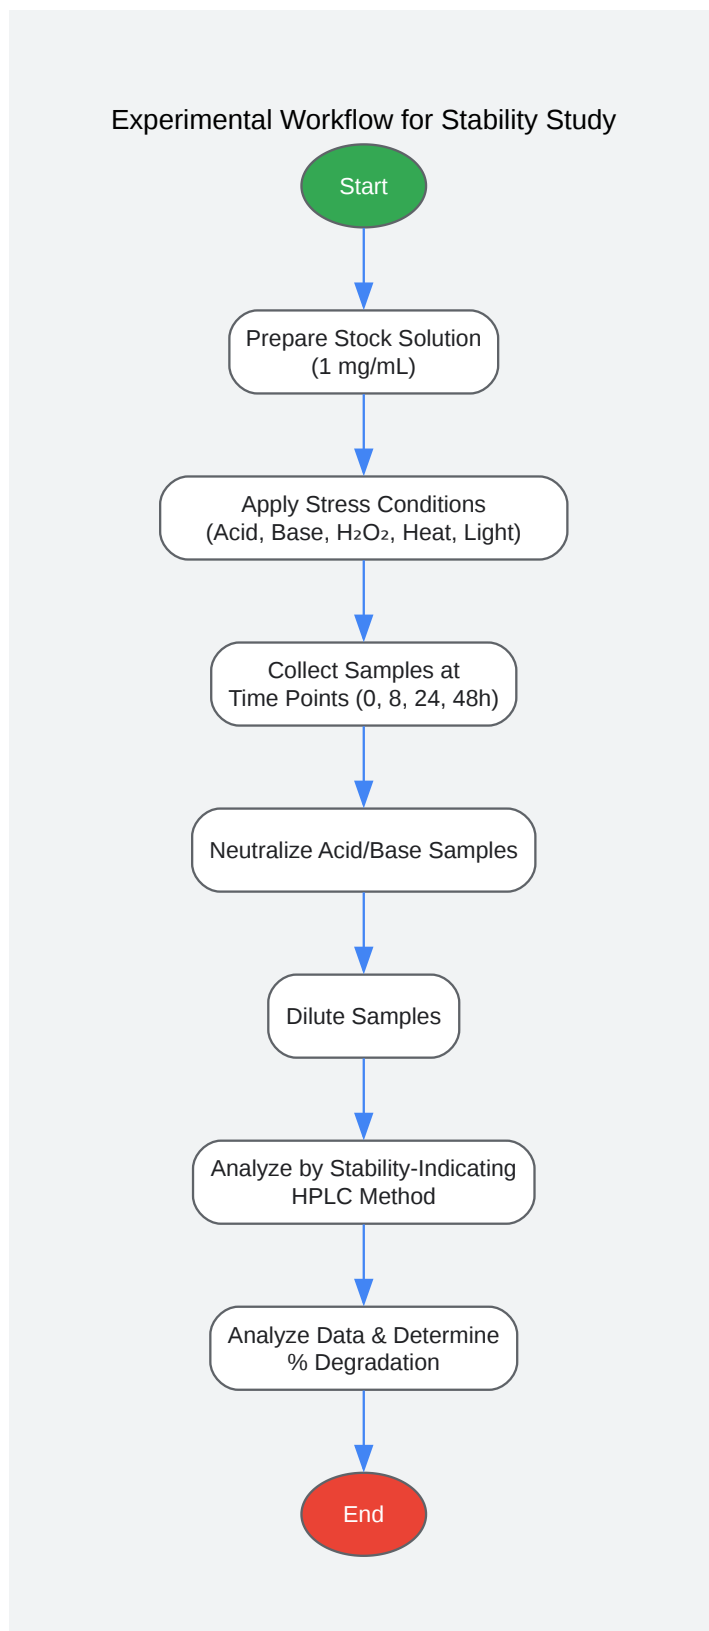 Experimental Workflow for Stability Study
Start
Prepare Stock Solution
(1 mg/mL)
Apply Stress Conditions
(Acid, Base, H₂O₂, Heat, Light)
Collect Samples at
Time Points (0, 8, 24, 48h)
Neutralize Acid/Base Samples
Dilute Samples
Analyze by Stability-Indicating
HPLC Method
Analyze Data & Determine
% Degradation
End